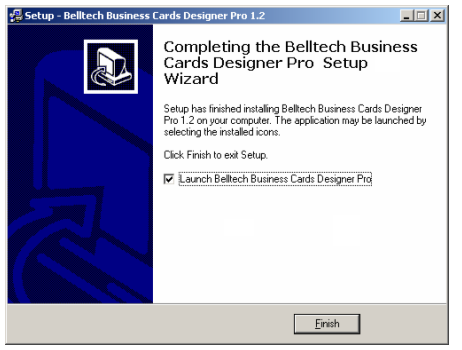 Setup - Belltech Business Cards Designer Pro 1.2
Completing the Belltech Business
Cards Designer Pro Setup
Wizard
Setup has finished installing Belltech Business Cards Designer
Pro 1.2 on your computer. The application may be launched by
selecting the installed icons.
Click Finish to exit Setup.
Launch Belltech Business Cards Designer Pro
Finish